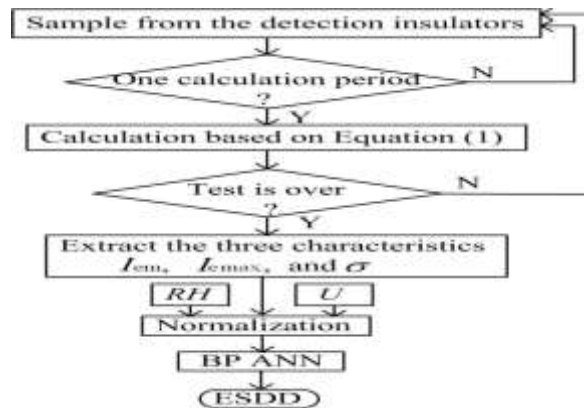 Sample from the detection insulators
One calculation period
?
N
Y
Calculation based on Equation (1)
Test is over
?
N
Y
Extract the three characteristics
Iem, Iemax, and σ
RH
U
Normalization
BP ANN
ESDD